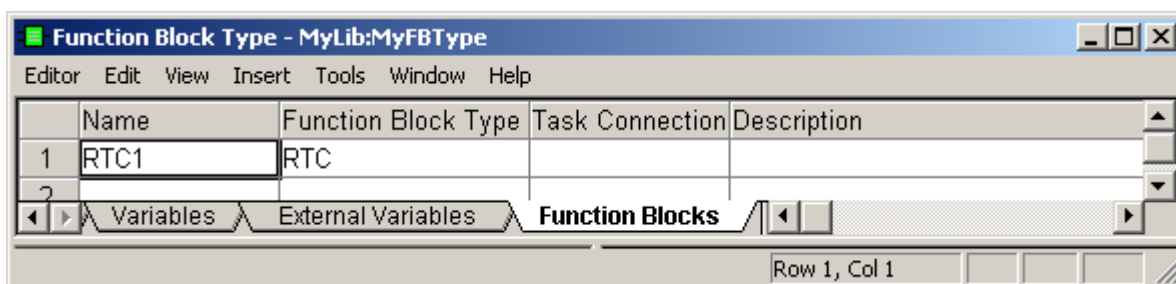 Function Block Type - MyLib:MyFBType
Editor Edit View Insert Tools Window Help
Name Function Block Type Task Connection Description
1 RTC1 RTC
2
Variables External Variables Function Blocks
Row 1, Col 1